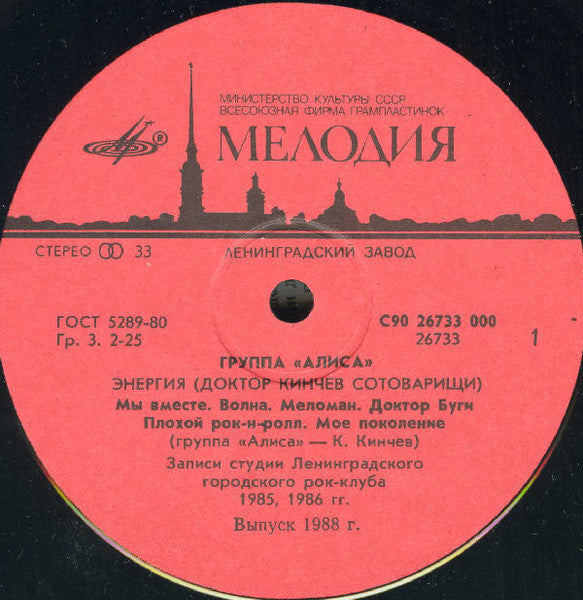 МИНИСТЕРСТВО КУЛЬТУРЫ СССР
ВСЕСОЮЗНАЯ ФИРМА ГРАМПЛАСТИНОК
®
МЕЛОДИЯ
СТЕРЕО 33
ЛЕНИНГРАДСКИЙ ЗАВОД
ГОСТ 5289-80
С90 26733 000
Гр. 3. 2-25
26733
1
ГРУППА «АЛИСА»
ЭНЕРГИЯ (ДОКТОР КИНЧЕВ СОТОВАРИЩИ)
Мы вместе. Волна. Меломан. Доктор Буги
Плохой рок-н-ролл. Мое поколение
(группа «Алиса» — К. Кинчев)
Записи студии Ленинградского
городского рок-клуба
1985, 1986 гг.
Выпуск 1988 г.